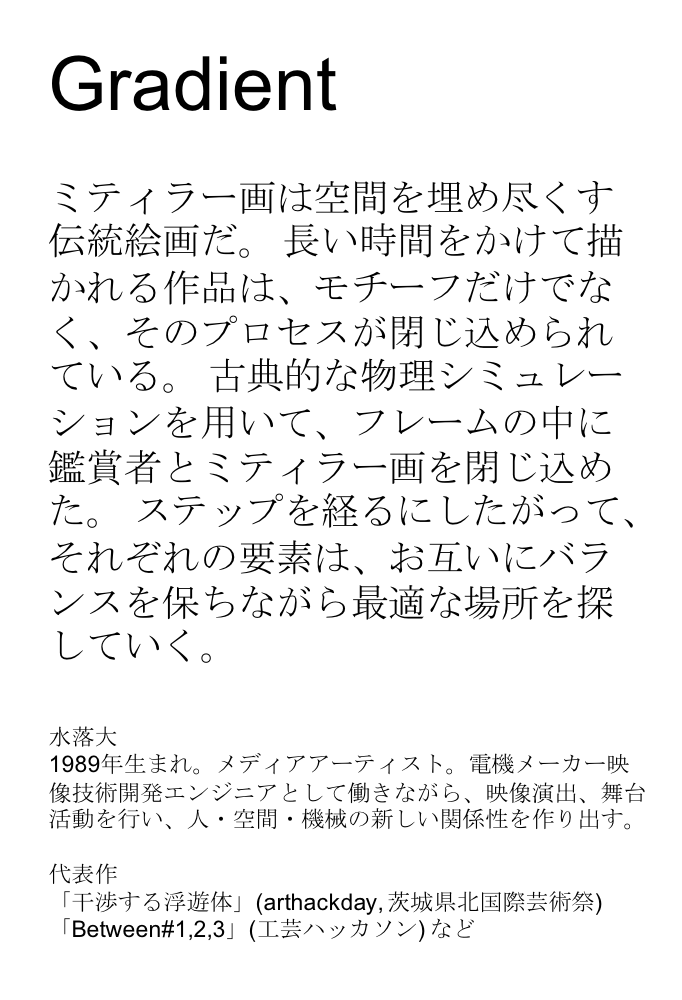 Gradient
ミティラー画は空間を埋め尽くす
伝統絵画だ。 長い時間をかけて描
かれる作品は、モチーフだけでな
く、そのプロセスが閉じ込められ
ている。 古典的な物理シミュレー
ションを用いて、フレームの中に
鑑賞者とミティラー画を閉じ込め
た。 ステップを経るにしたがって、
それぞれの要素は、お互いにバラ
ンスを保ちながら最適な場所を探
していく。
水落大
1989年生まれ。メディアアーティスト。電機メーカー映
像技術開発エンジニアとして働きながら、映像演出、舞台
活動を行い、人・空間・機械の新しい関係性を作り出す。
代表作
「干渉する浮遊体」(arthackday, 茨城県北国際芸術祭)
「Between#1,2,3」(工芸ハッカソン) など